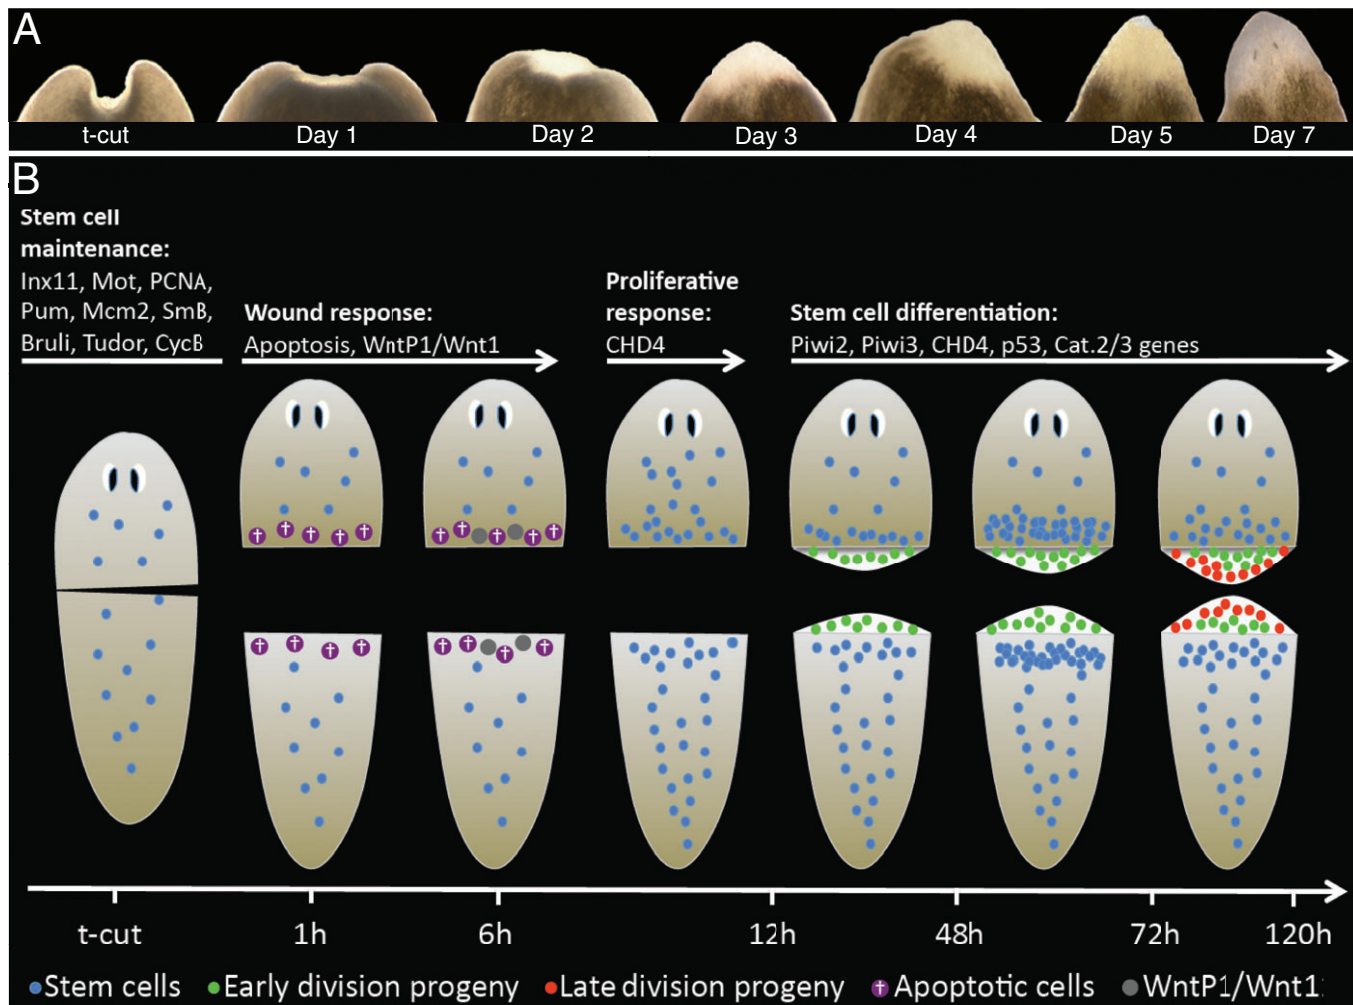 A
t-cut Day 1 Day 2 Day 3 Day 4 Day 5 Day 7
B
Stem cell
maintenance:
Inx11, Mot, PCNA,
Pum, Mcm2, SmB,
Bruli, Tudor, CycB
Wound response:
Apoptosis, WntP1/Wnt1
Proliferative
response:
CHD4
Stem cell differentiation:
Piwi2, Piwi3, CHD4, p53, Cat.2/3 genes
t-cut 1h 6h 12h 48h 72h 120h
Stem cells Early division progeny Late division progeny Apoptotic cells WntP1/Wnt1